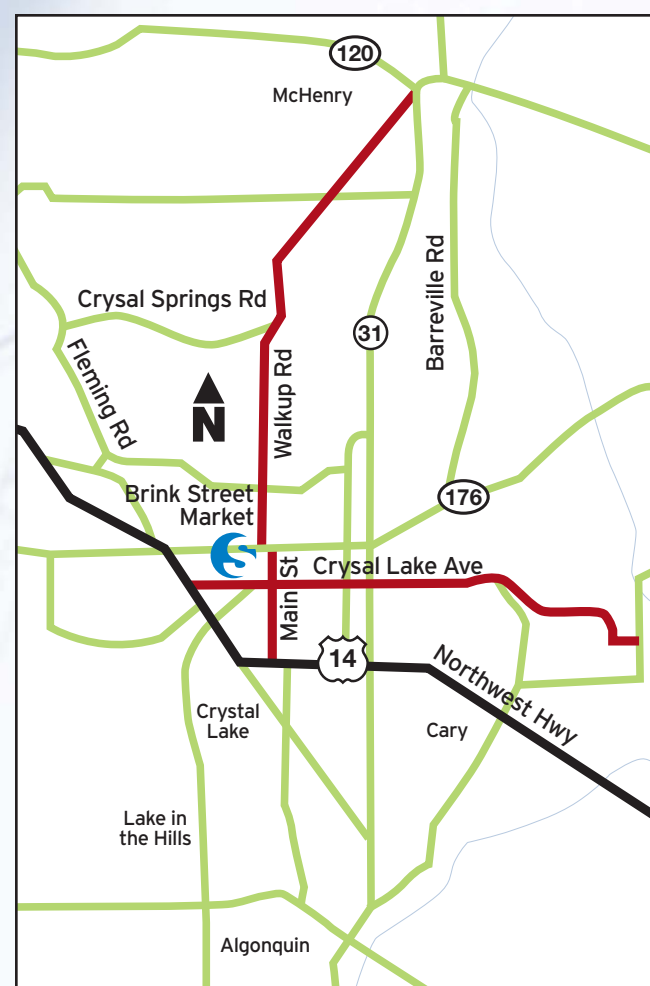 120
McHenry
Barreville Rd
Crysal Springs Rd
31
Fleming Rd
Walkup Rd
N
176
Brink Street
Market
S
Crysal Lake Ave
Main St
14
Northwest Hwy
Crystal
Lake
Cary
Lake in
the Hills
Algonquin